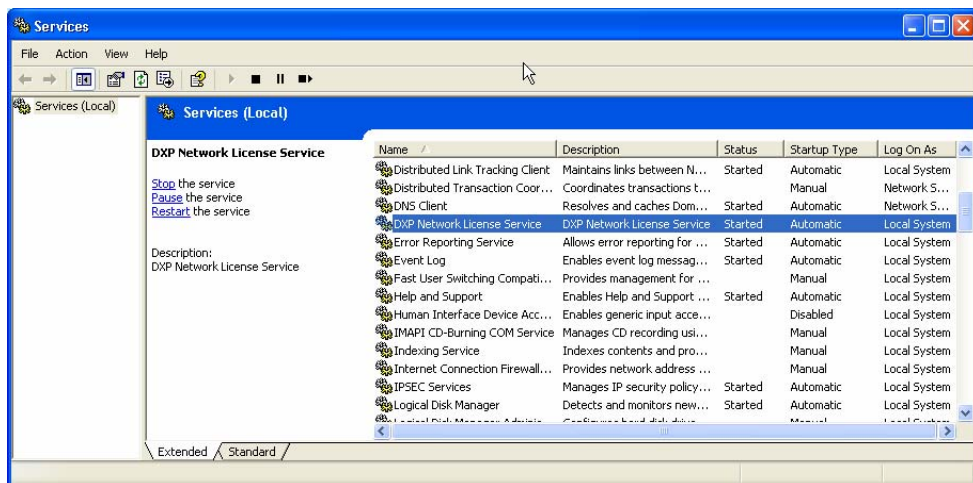 Services
File Action View Help
Services (Local)
Services (Local)
DXP Network License Service
Stop the service
Pause the service
Restart the service
Description:
DXP Network License Service
Name Description Status Startup Type Log On As
Distributed Link Tracking Client Maintains links between N... Started Automatic Local System
Distributed Transaction Coor... Coordinates transactions t... Manual Network S...
DNS Client Resolves and caches Dom... Started Automatic Network S...
DXP Network License Service DXP Network License Service Started Automatic Local System
Error Reporting Service Allows error reporting for ... Started Automatic Local System
Event Log Enables event log messag... Started Automatic Local System
Fast User Switching Compati... Provides management for ... Manual Local System
Help and Support Enables Help and Support ... Started Automatic Local System
Human Interface Device Acc... Enables generic input acce... Disabled Local System
IMAPI CD-Burning COM Service Manages CD recording usi... Manual Local System
Indexing Service Indexes contents and pro... Manual Local System
Internet Connection Firewall... Provides network address ... Manual Local System
IPSEC Services Manages IP security policy... Started Automatic Local System
Logical Disk Manager Detects and monitors new... Started Automatic Local System
Extended Standard